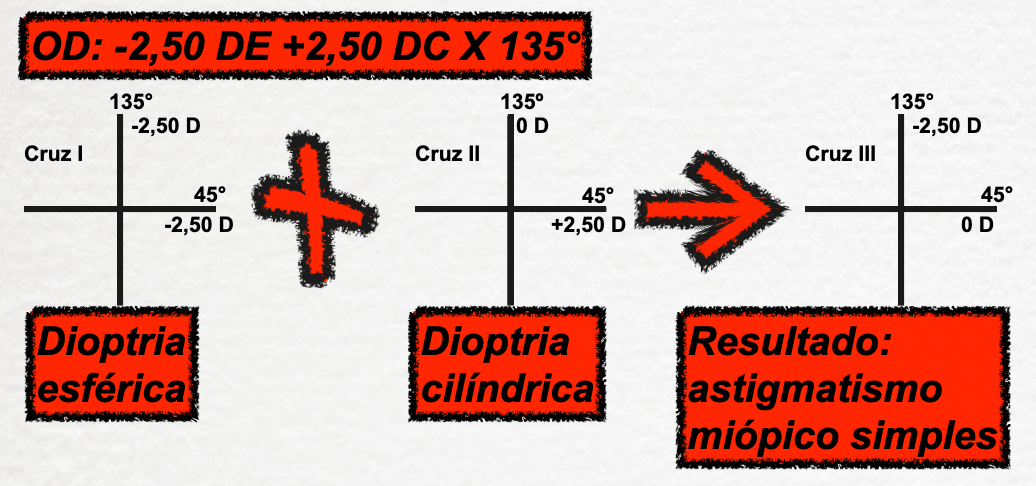 OD: -2,50 DE +2,50 DC X 135°
135°
-2,50 D
Cruz I
45°
-2,50 D
135º
0 D
Cruz II
45°
+2,50 D
135°
-2,50 D
Cruz III
45°
0 D
Dioptria
esférica
Dioptria
cilíndrica
Resultado:
astigmatismo
miópico simples